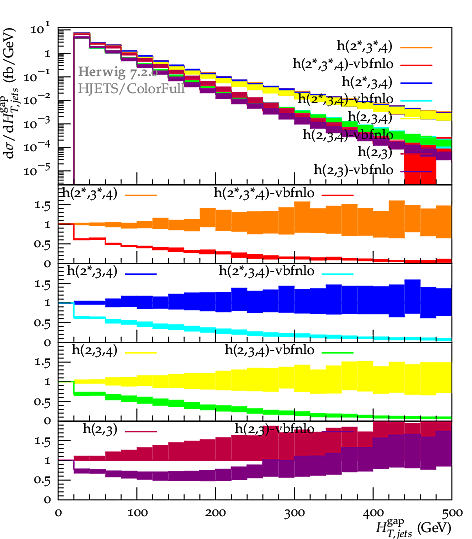 10¹
1
10⁻¹
10⁻²
10⁻³
10⁻⁴
10⁻⁵
dσ/dH^gap_T,jets (fb/GeV)
Herwig 7.2.
HJETS/ColorFull
h(2*,3*,4)
h(2*,3*,4)-vbfnlo
h(2*,3,4)
h(2*,3,4)-vbfnlo
h(2,3,4)
h(2,3,4)-vbfnlo
h(2,3)
h(2,3)-vbfnlo
h(2*,3*,4) h(2*,3*,4)-vbfnlo
1.5
1
0.5
0
h(2*,3,4) h(2*,3,4)-vbfnlo
1.5
1
0.5
0
h(2,3,4) h(2,3,4)-vbfnlo
1.5
1
0.5
0
h(2,3) h(2,3)-vbfnlo
1.5
1
0.5
0
0 100 200 300 400 500
H^gap_T,jets (GeV)